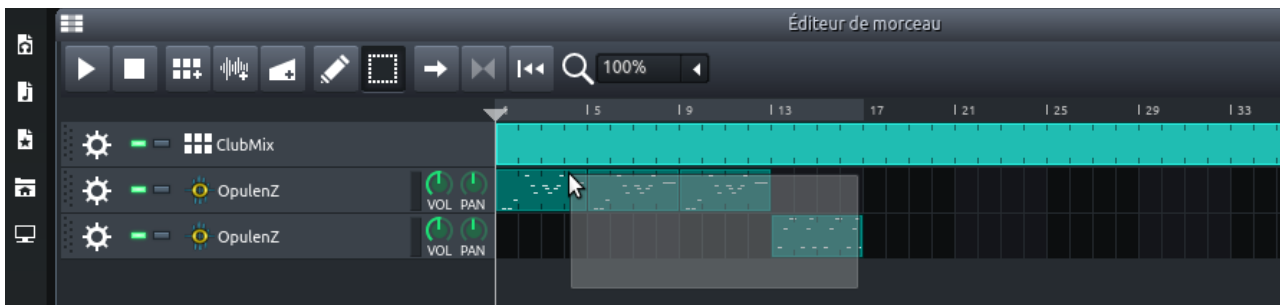 Éditeur de morceau
100%
5 9 13 17 21 25 29 33
ClubMix
OpulenZ VOL PAN
OpulenZ VOL PAN